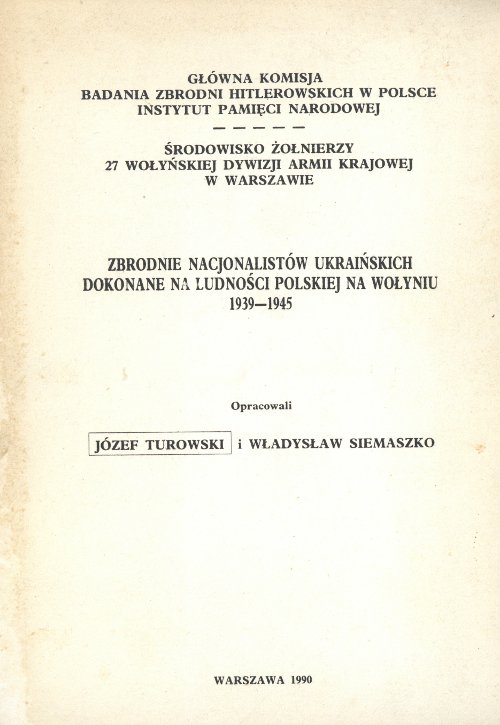 GŁÓWNA KOMISJA
BADANIA ZBRODNI HITLEROWSKICH W POLSCE
INSTYTUT PAMIĘCI NARODOWEJ
— — — — —
ŚRODOWISKO ŻOŁNIERZY
27 WOŁYŃSKIEJ DYWIZJI ARMII KRAJOWEJ
W WARSZAWIE
ZBRODNIE NACJONALISTÓW UKRAIŃSKICH
DOKONANE NA LUDNOŚCI POLSKIEJ NA WOŁYNIU
1939—1945
Opracowali
JÓZEF TUROWSKI i WŁADYSŁAW SIEMASZKO
WARSZAWA 1990